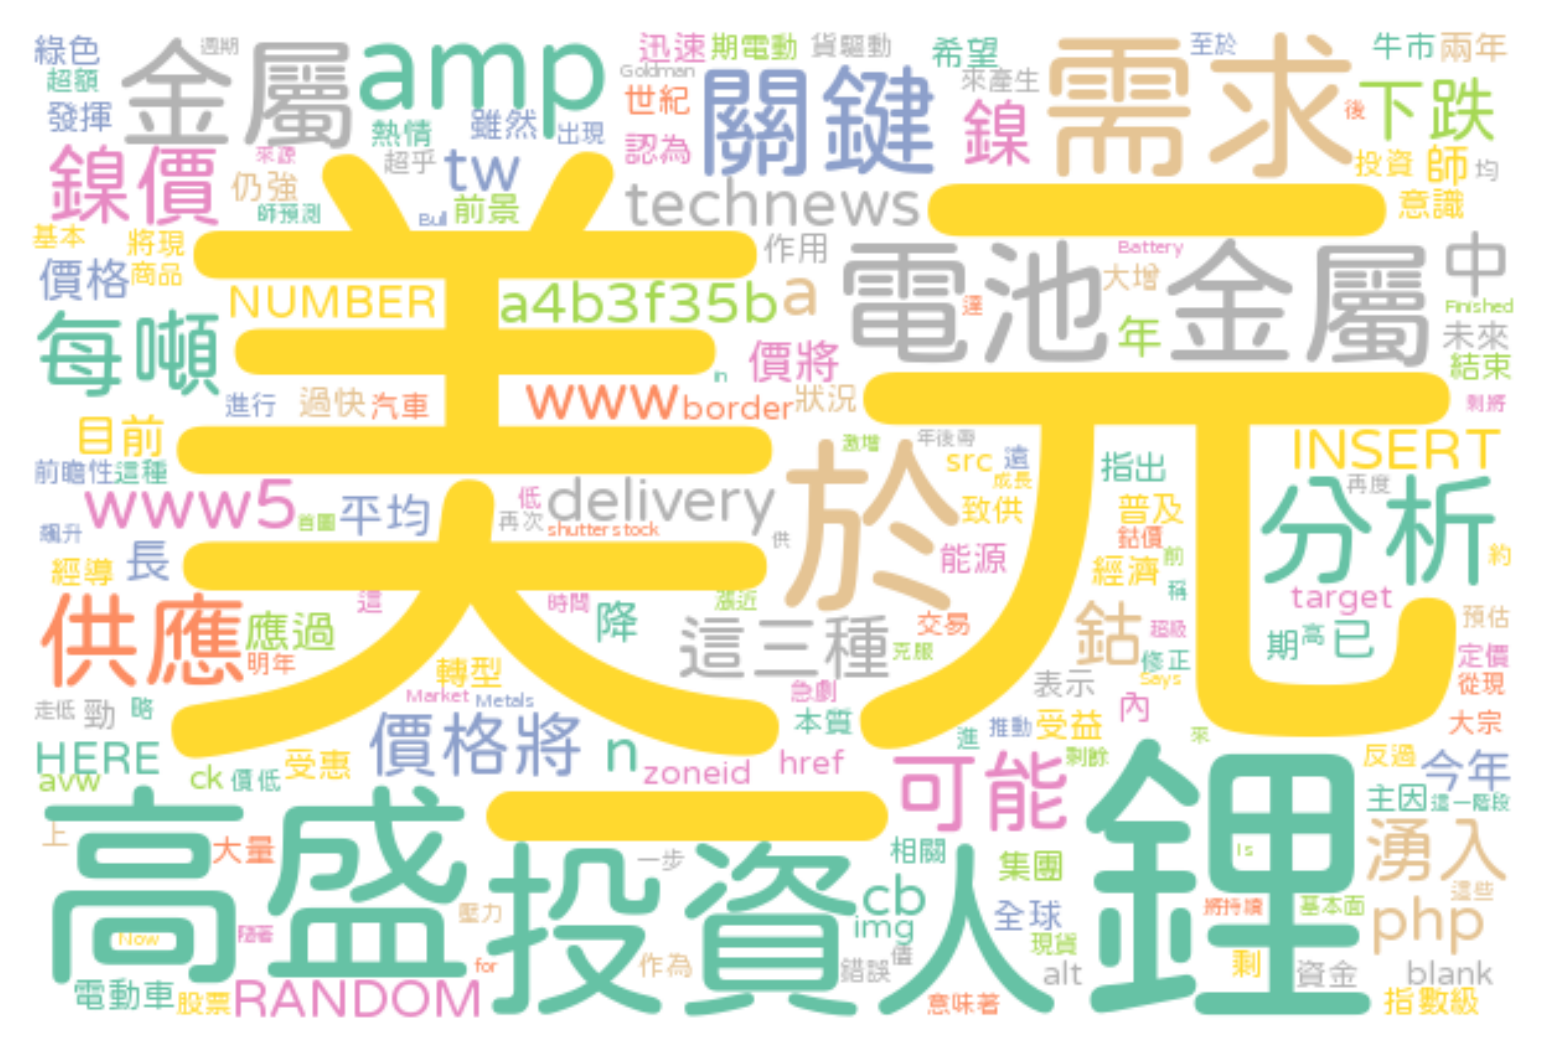 綠色 週期 迅速 期電動 貨驅動 希望 至於 牛市 兩年
超額 金屬 amp Goldman 世紀 關鍵 來產生 需求 後 下跌
發揮 熱情 雖然 出現 認為 鎳 投資 師 均
鎳價 來源 超乎 tw
仍強 師預測 Bull 前景 technews 一 意識
基本 將現 作用 Battery 中
價格 商品 美元 電池金屬 大增 Finished
NUMBER a4b3f35b a 達 未來
每噸 年 結束
in 價將
進行 過快 汽車 www border 狀況 剩將
目前 激增 年後帶 INSERT
前瞻性 這種 於 src 遠 指出 再度
www5 平均 低 delivery 成長 分析
飆升 首圖 再次 shutterstock 致供 普及
長 供 鈷價 前 約
經導 能源 經濟
供應 這 時間 漲近 稱 target
應過 降 這三種 交易 鈷 超級 期 高 已 預估
明年 克服 修正 定價
轉型 急劇 表示 Says 從現
走低 勁 略 Market Metals 本質 內 大宗
HERE 價格將 進 推動 受益 來
avw ck 價低 受惠 n zoneid href 可能 剩餘 反過 今年
一 鋰 主因 這一階段
上 高盛 大量 投資人 一步 相關 集團 Is 湧入
壓力 cb 全球 將持續 基本面 這些
Now 隨著 img 現貨 php
電動車 股票 RANDOM for 作為 錯誤 值 alt 剩 資金 blank
意味著 指數級